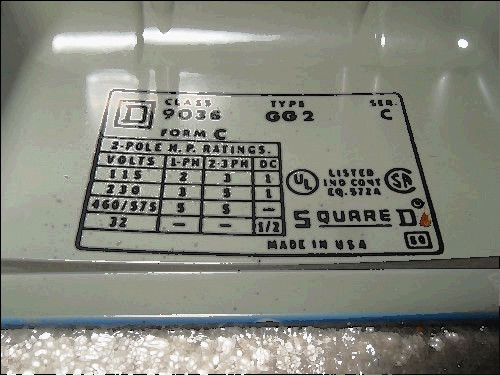 D
CLASS TYPE SER.
9036 GG2 C
FORM C
2-POLE H.P. RATINGS.
VOLTS 1-PH 2-3PH DC
115 2 3 1
230 3 5 1
460/575 5 5 —
32 — — 1/2
UL LISTED SA
IND CONT
EQ. 572A
SQUARE D
MADE IN USA